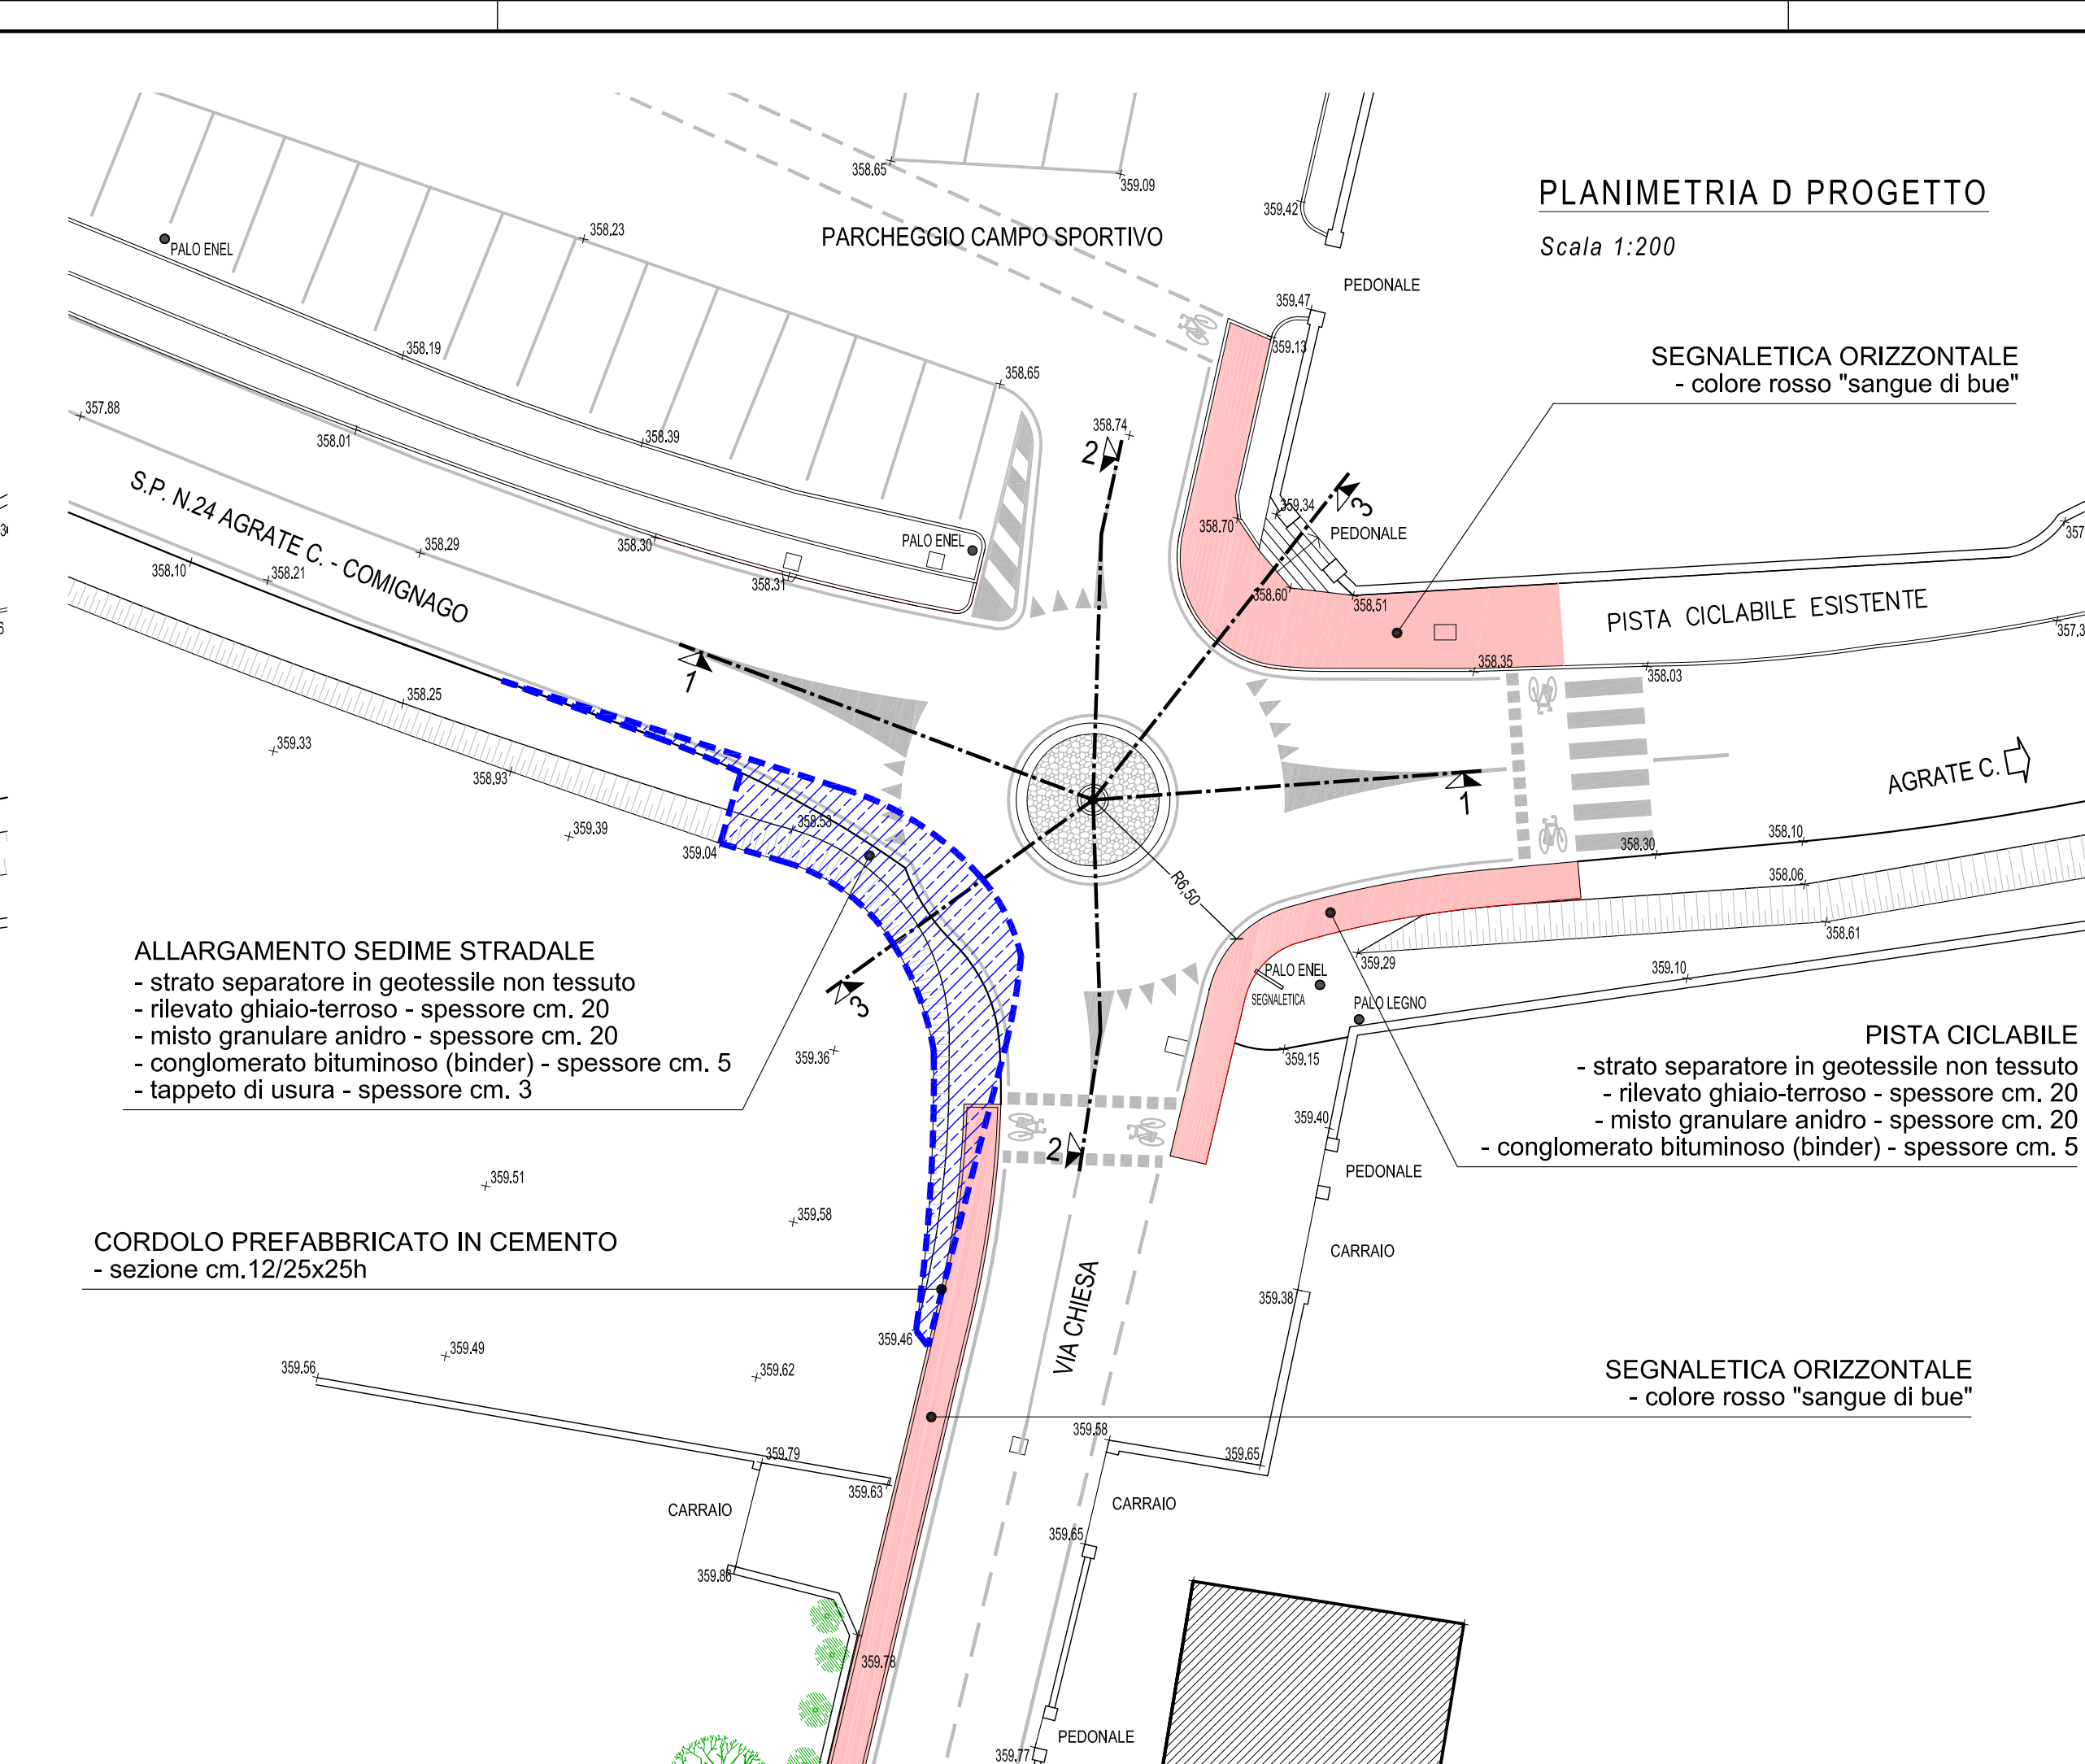 358.65
359.09
359.42
PLANIMETRIA D PROGETTO
Scala 1:200
PALO ENEL
358.23
PARCHEGGIO CAMPO SPORTIVO
PEDONALE
359.47
359.13
358.19
358.65
SEGNALETICA ORIZZONTALE
- colore rosso "sangue di bue"
357.88
358.01
358.39
358.74
2
S.P. N.24 AGRATE C. - COMIGNAGO
358.10
358.21
358.29
358.30
358.31
PALO ENEL
358.70
359.34
3
PEDONALE
358.60
358.51
PISTA CICLABILE ESISTENTE
358.35
358.03
1
358.25
359.33
358.93
359.39
358.53
359.04
1
AGRATE C.
R6,50
358.30
358.10
358.06
358.61
359.29
359.10
PALO ENEL
SEGNALETICA
PALO LEGNO
359.15
3
ALLARGAMENTO SEDIME STRADALE
- strato separatore in geotessile non tessuto
- rilevato ghiaio-terroso - spessore cm. 20
- misto granulare anidro - spessore cm. 20
- conglomerato bituminoso (binder) - spessore cm. 5
- tappeto di usura - spessore cm. 3
359.36
PISTA CICLABILE
- strato separatore in geotessile non tessuto
- rilevato ghiaio-terroso - spessore cm. 20
- misto granulare anidro - spessore cm. 20
- conglomerato bituminoso (binder) - spessore cm. 5
359.40
2
PEDONALE
359.51
359.58
CORDOLO PREFABBRICATO IN CEMENTO
- sezione cm.12/25x25h
CARRAIO
359.38
VIA CHIESA
359.46
359.49
359.56
359.62
SEGNALETICA ORIZZONTALE
- colore rosso "sangue di bue"
359.58
359.65
359.79
359.63
CARRAIO
CARRAIO
359.65
359.86
359.78
PEDONALE
359.77